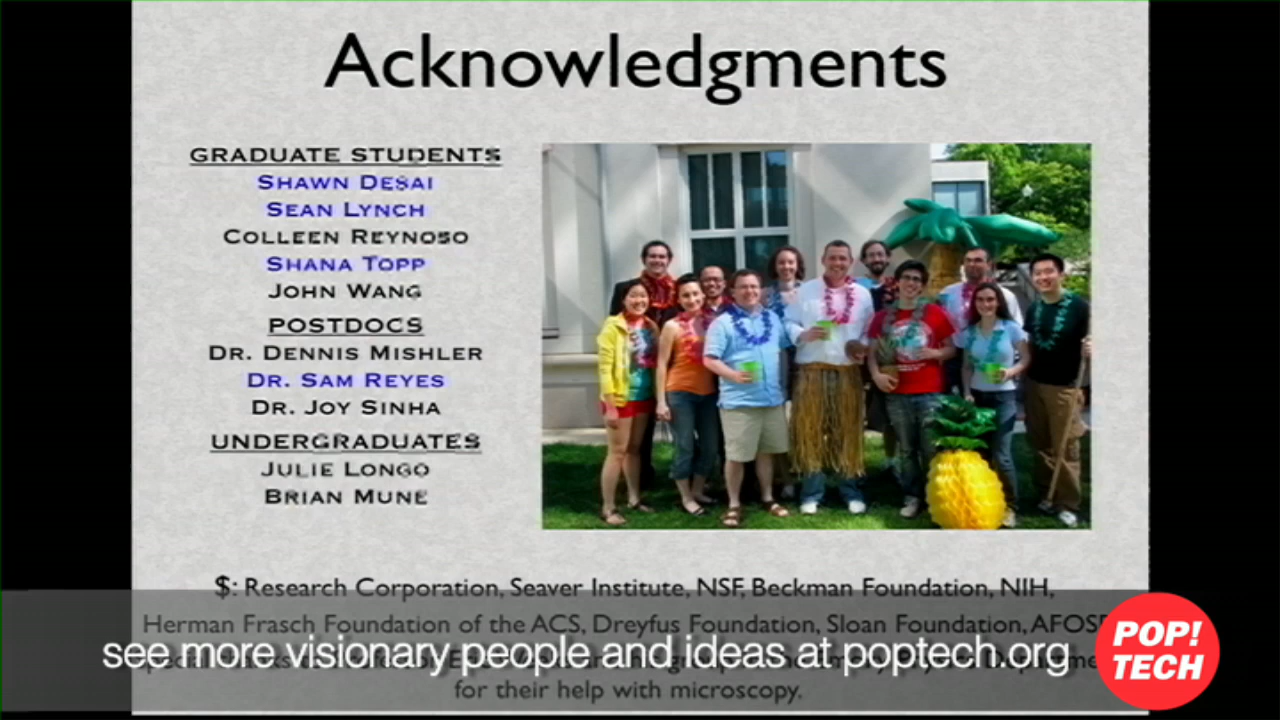 Acknowledgments
GRADUATE STUDENTS
SHAWN DESAI
SEAN LYNCH
COLLEEN REYNOSO
SHANA TOPP
JOHN WANG
POSTDOCS
DR. DENNIS MISHLER
DR. SAM REYES
DR. JOY SINHA
UNDERGRADUATES
JULIE LONGO
BRIAN MUNE
$: Research Corporation, Seaver Institute, NSF, Beckman Foundation, NIH,
Herman Frasch Foundation of the ACS, Dreyfus Foundation, Sloan Foundation, AFOSR
see more visionary people and ideas at poptech.org
for their help with microscopy.
POP!
TECH